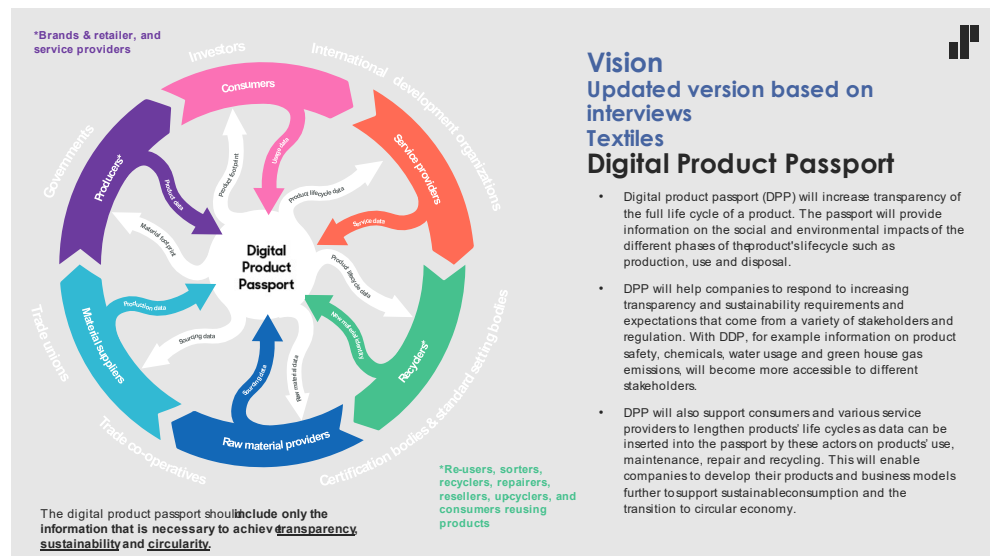 *Brands & retailer, and
service providers
Investors
International development organizations
Governments
Trade unions
Trade co-operatives
Certification bodies & standard setting bodies
Consumers
Service providers
Recyclers*
Raw material providers
Material suppliers
Producers*
Usage data
Product footprint
Product lifecycle data
Service data
Product lifecycle data
New material identity
Raw material data
Sourcing data
Sourcing data
Production data
Material footprint
Product data
Digital
Product
Passport
*Re-users, sorters,
recyclers, repairers,
resellers, upcyclers, and
consumers reusing
products
The digital product passport should include only the
information that is necessary to achieve transparency,
sustainability and circularity.
Vision
Updated version based on
interviews
Textiles
Digital Product Passport
• Digital product passport (DPP) will increase transparency of
the full life cycle of a product. The passport will provide
information on the social and environmental impacts of the
different phases of the product's lifecycle such as
production, use and disposal.
• DPP will help companies to respond to increasing
transparency and sustainability requirements and
expectations that come from a variety of stakeholders and
regulation. With DDP, for example information on product
safety, chemicals, water usage and green house gas
emissions, will become more accessible to different
stakeholders.
• DPP will also support consumers and various service
providers to lengthen products' life cycles as data can be
inserted into the passport by these actors on products' use,
maintenance, repair and recycling. This will enable
companies to develop their products and business models
further to support sustainable consumption and the
transition to circular economy.